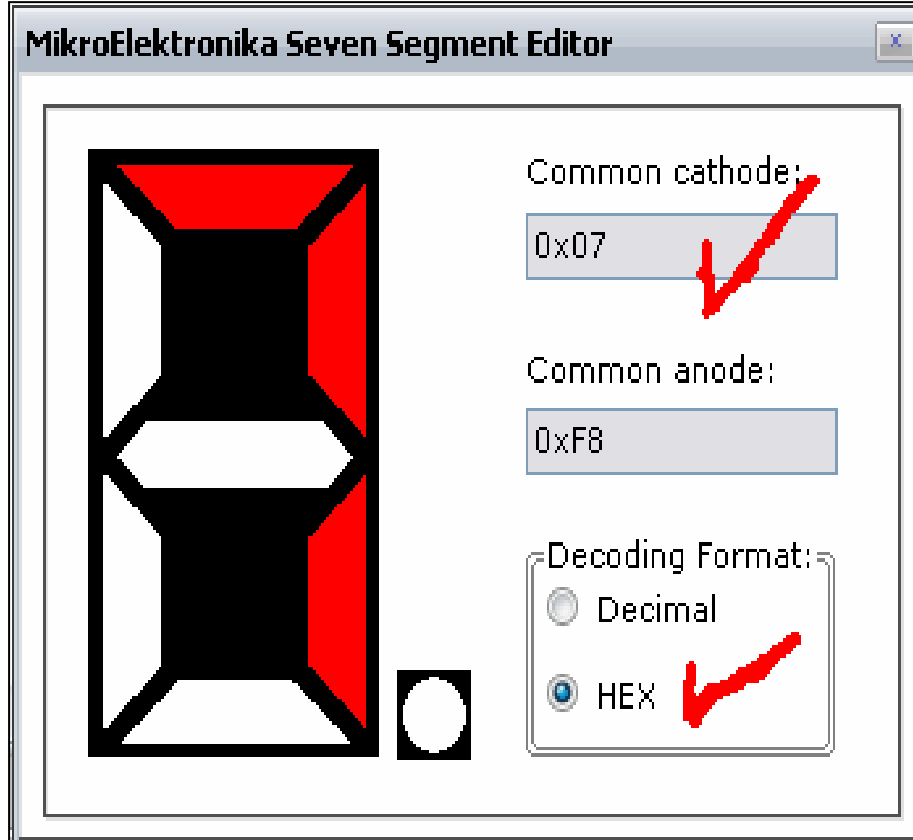 MikroElektronika Seven Segment Editor
x
Common cathode:
0x07
Common anode:
0xF8
Decoding Format:
Decimal
HEX